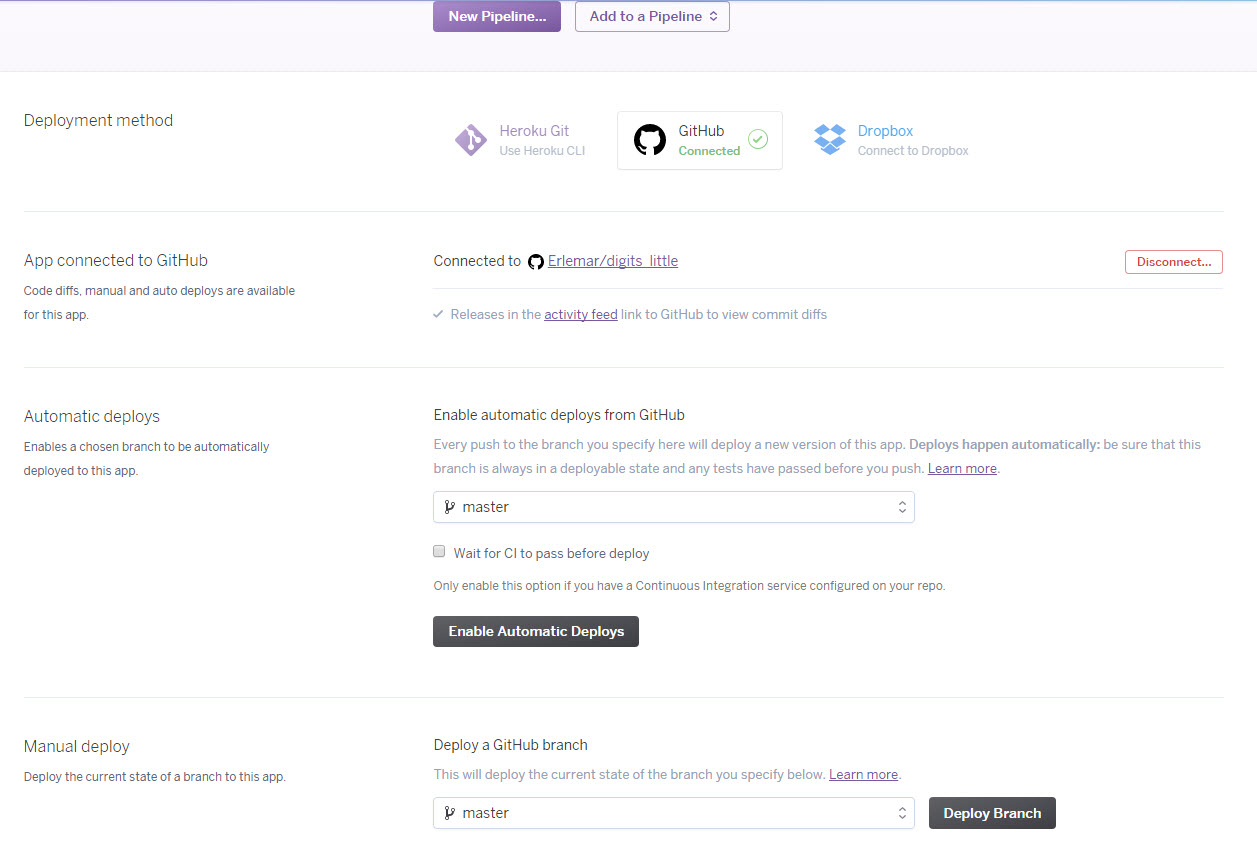 New Pipeline...
Add to a Pipeline
Deployment method
Heroku Git
Use Heroku CLI
GitHub
Connected
Dropbox
Connect to Dropbox
App connected to GitHub
Code diffs, manual and auto deploys are available
for this app.
Connected to Erlemar/digits_little
Disconnect...
Releases in the activity feed link to GitHub to view commit diffs
Automatic deploys
Enables a chosen branch to be automatically
deployed to this app.
Enable automatic deploys from GitHub
Every push to the branch you specify here will deploy a new version of this app. Deploys happen automatically: be sure that this
branch is always in a deployable state and any tests have passed before you push. Learn more.
master
Wait for CI to pass before deploy
Only enable this option if you have a Continuous Integration service configured on your repo.
Enable Automatic Deploys
Manual deploy
Deploy the current state of a branch to this app.
Deploy a GitHub branch
This will deploy the current state of the branch you specify below. Learn more.
master
Deploy Branch